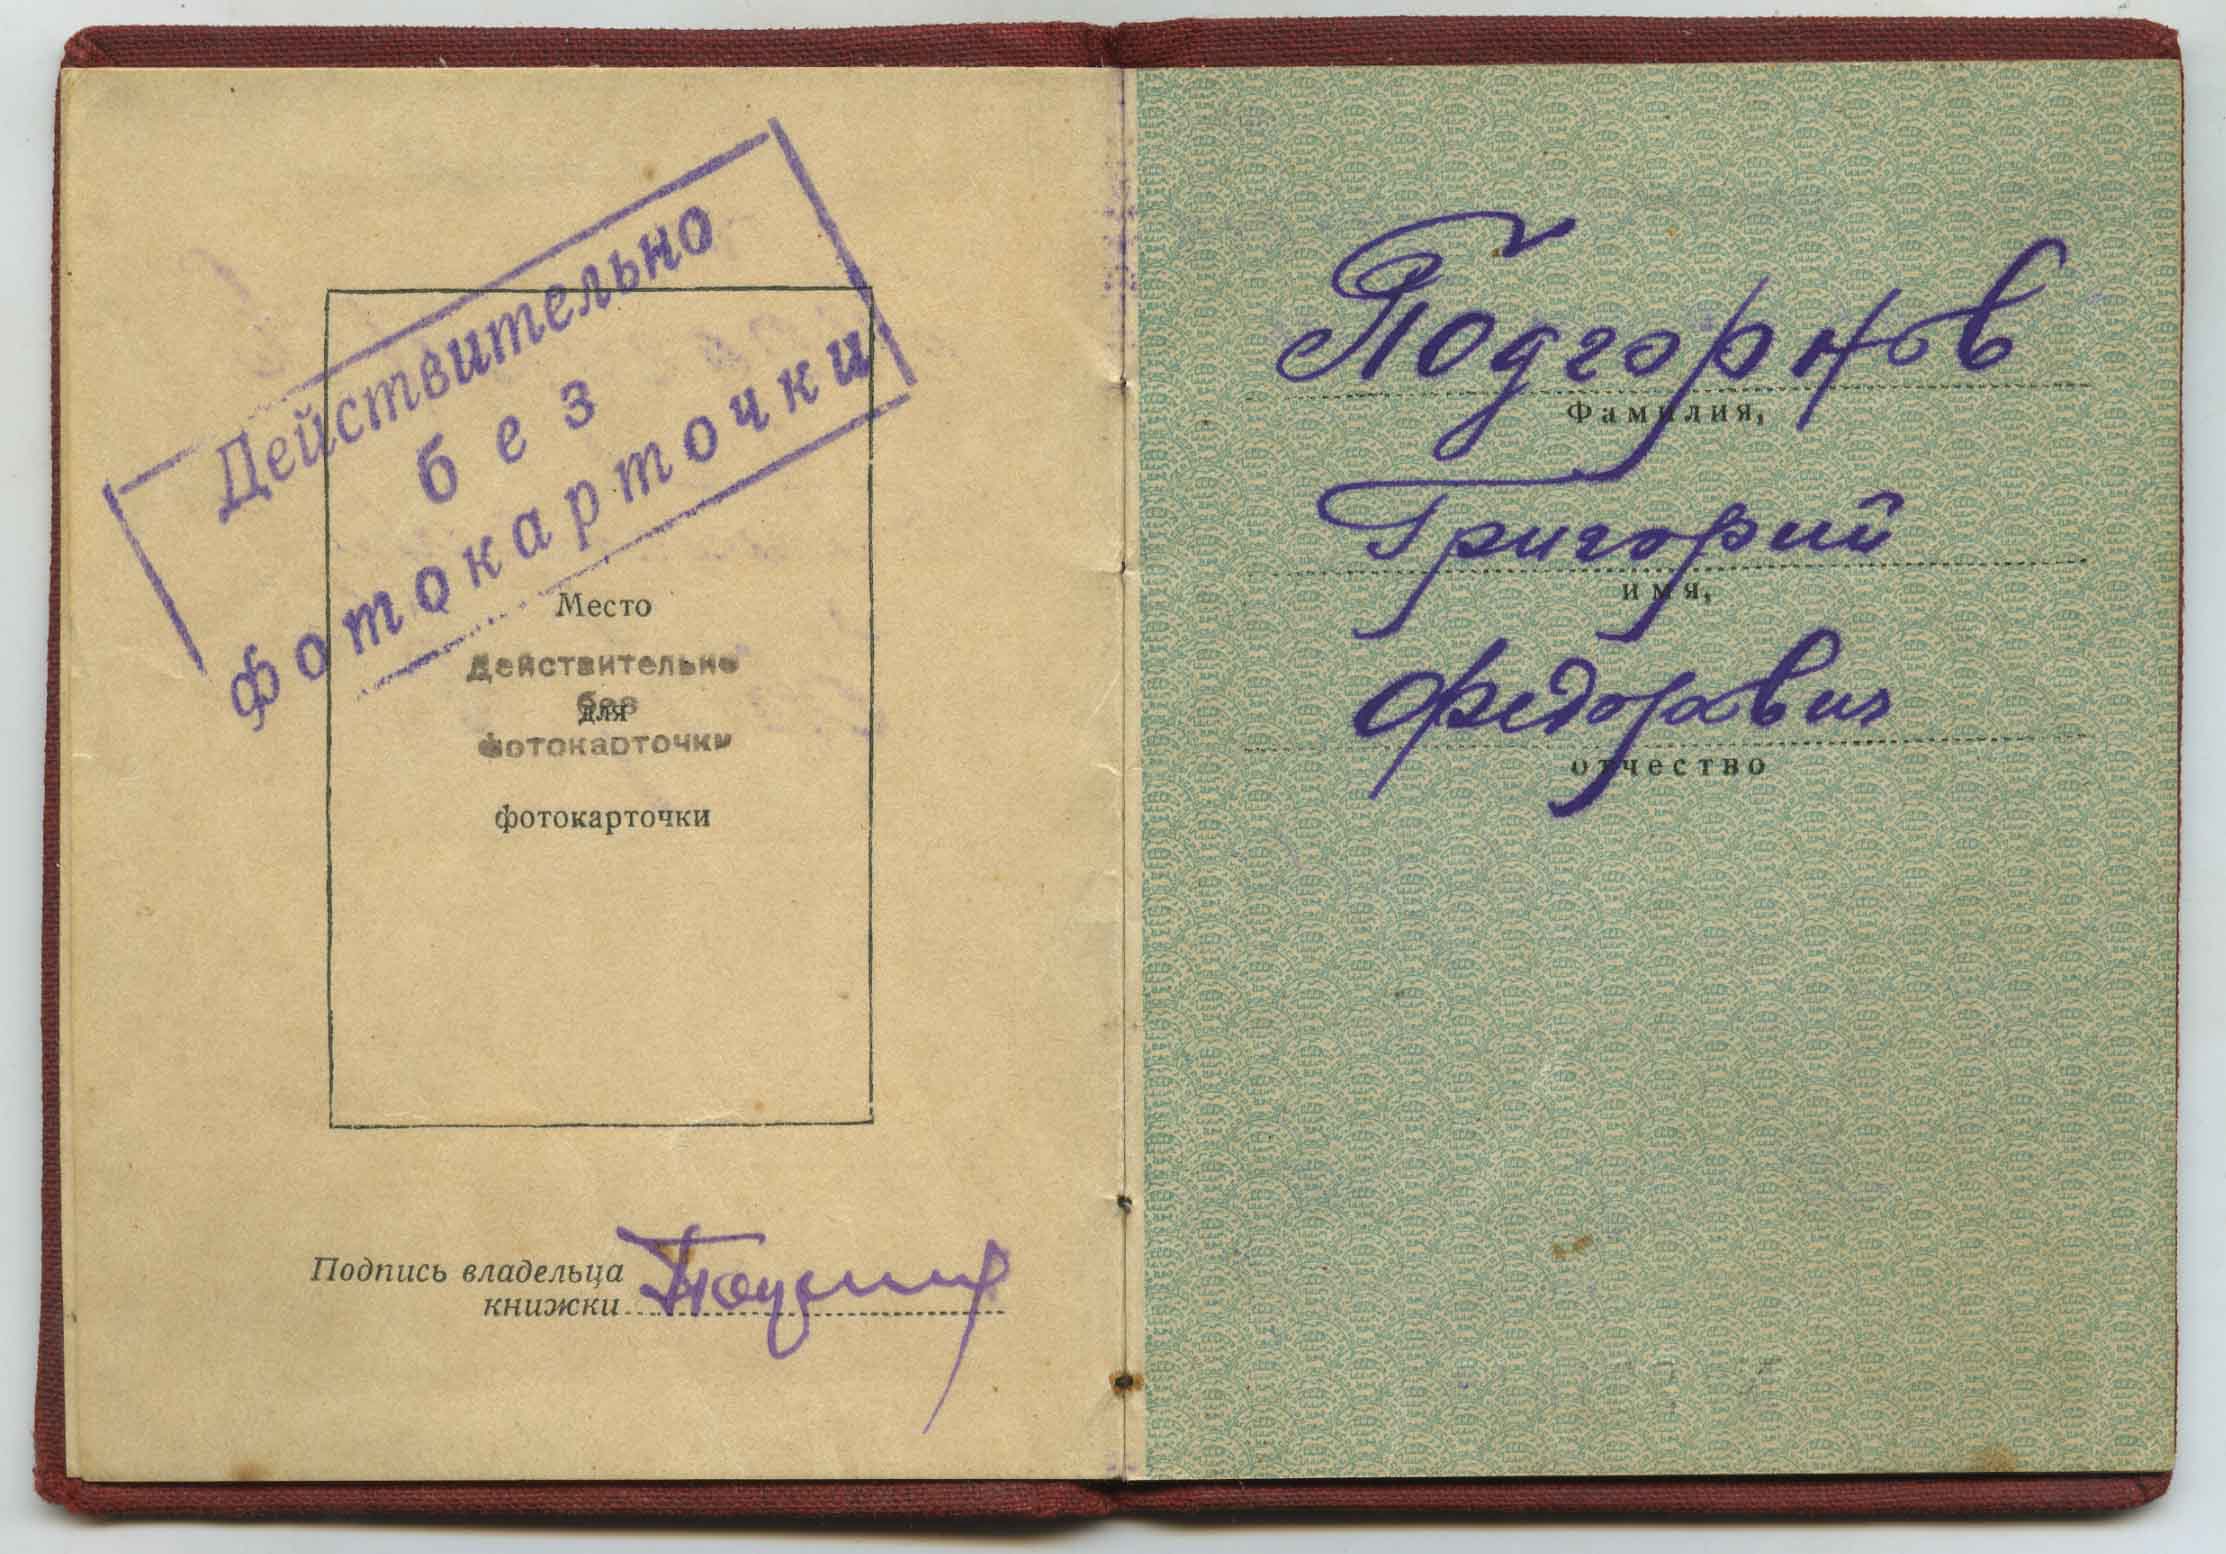 Действительно
без
фотокарточки
Место
Действительно
без
для
фотокарточки
фотокарточки
Подпись владельца
книжки
Подгорнов
Фамилия,
Григорий
имя,
Федорович
отчество